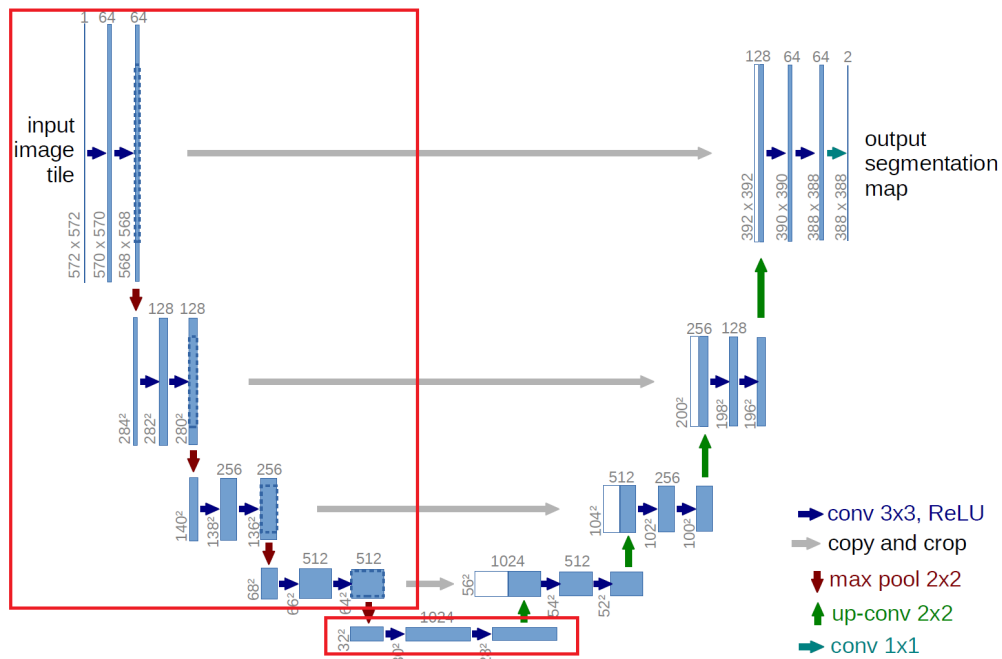 1 64 64
128 64 64 2
input
image
tile
output
segmentation
map
572 x 572
570 x 570
568 x 568
392 x 392
390 x 390
388 x 388
388 x 388
128 128
256 128
284²
282²
280²
200²
198²
196²
256 256
512 256
140²
138²
136²
104²
102²
100²
512 512
1024 512
68²
66²
64²
56²
54²
52²
1024
32²
conv 3x3, ReLU
copy and crop
max pool 2x2
up-conv 2x2
conv 1x1